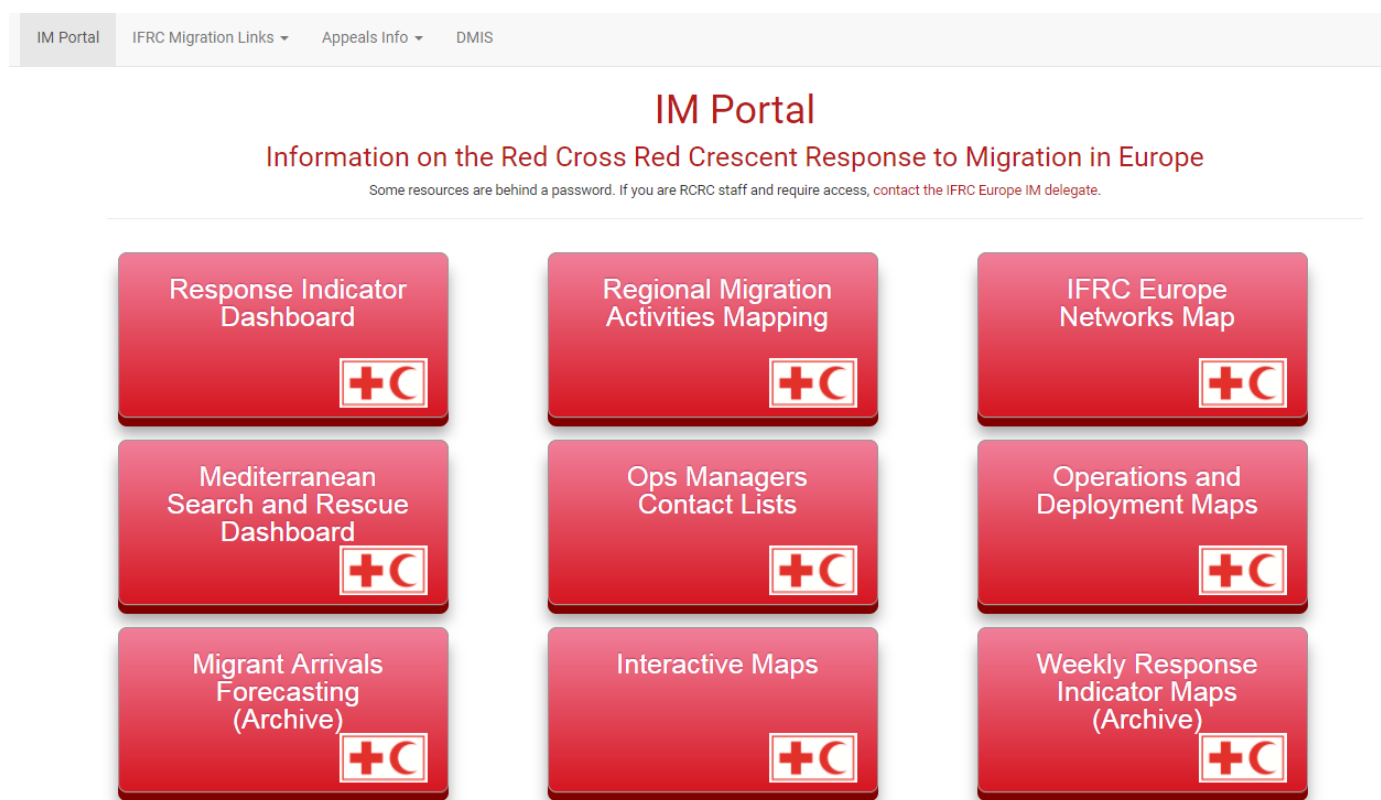 IM Portal
IFRC Migration Links
Appeals Info
DMIS
IM Portal
Information on the Red Cross Red Crescent Response to Migration in Europe
Some resources are behind a password. If you are RCRC staff and require access, contact the IFRC Europe IM delegate.
Response Indicator
Dashboard
Regional Migration
Activities Mapping
IFRC Europe
Networks Map
Mediterranean
Search and Rescue
Dashboard
Ops Managers
Contact Lists
Operations and
Deployment Maps
Migrant Arrivals
Forecasting
(Archive)
Interactive Maps
Weekly Response
Indicator Maps
(Archive)